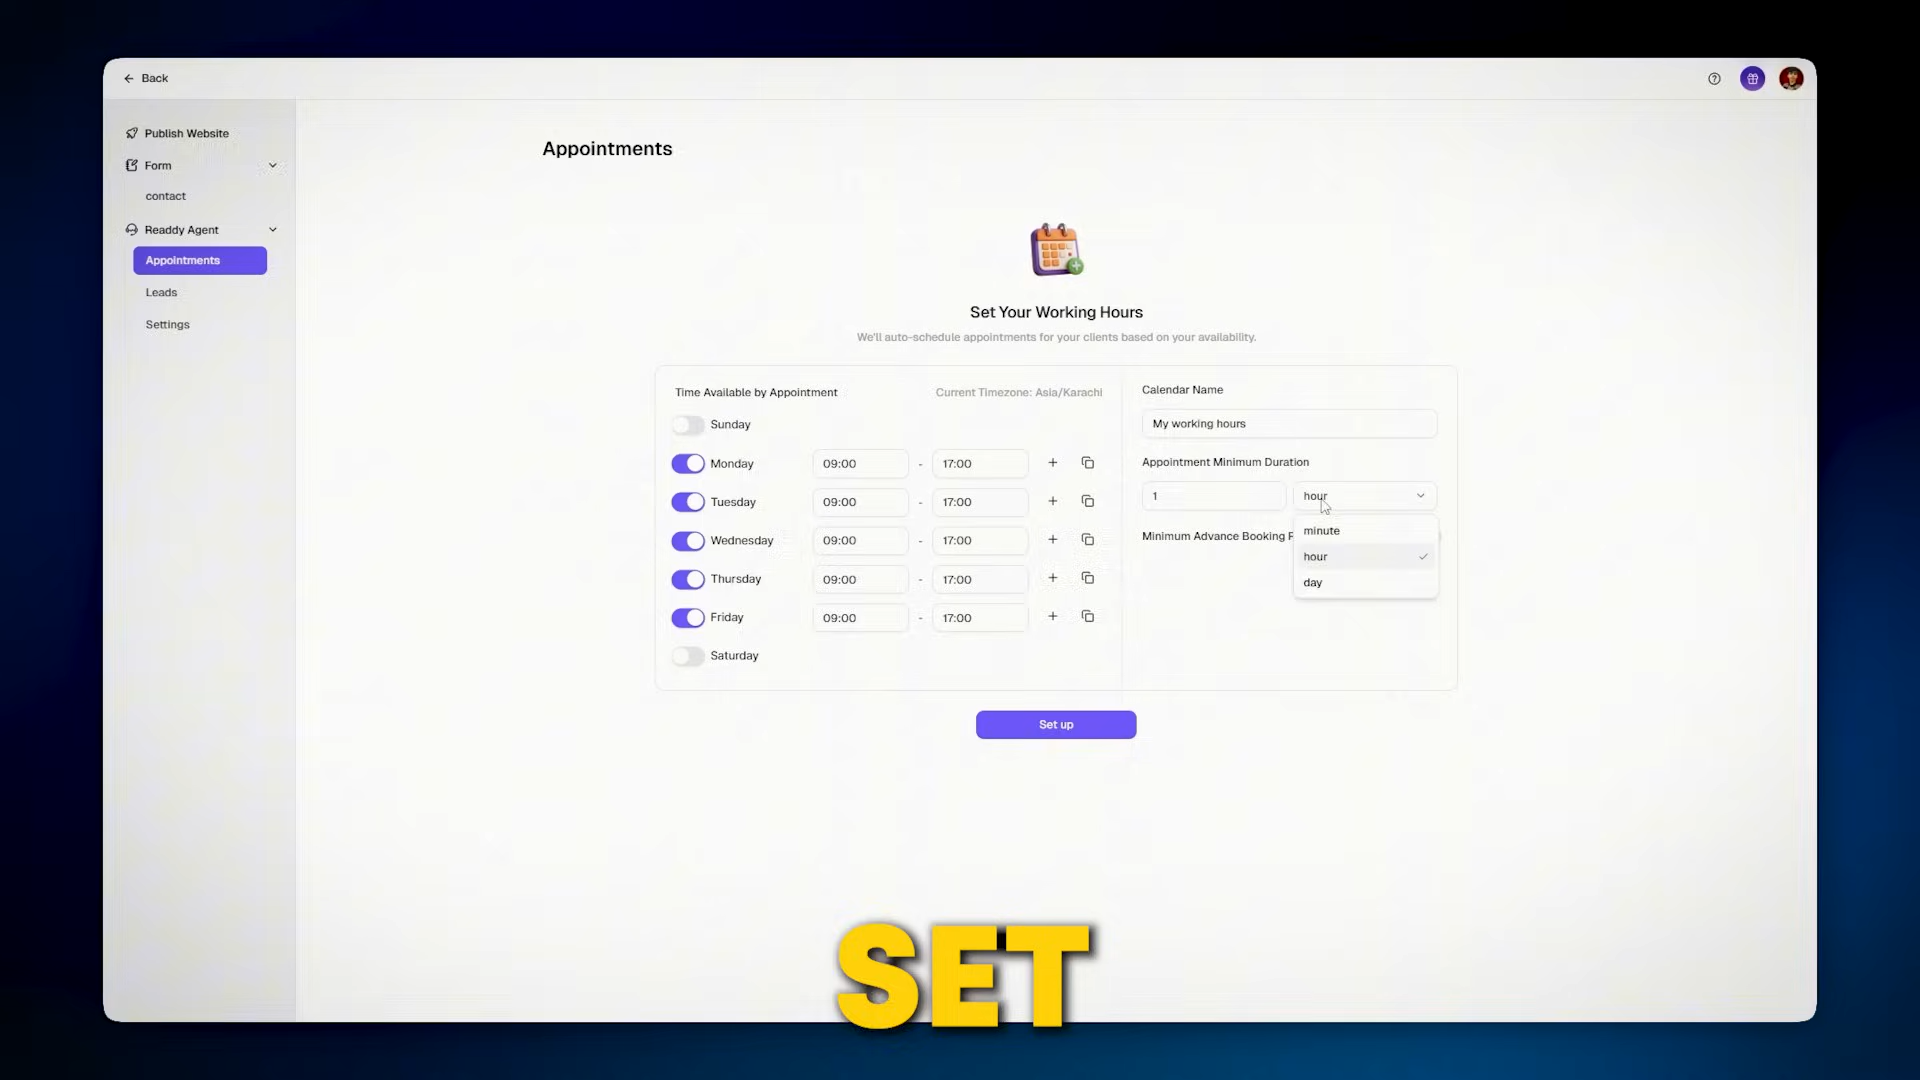 Back
Publish Website
Form
contact
Readdy Agent
Appointments
Leads
Settings
Appointments
Set Your Working Hours
We'll auto-schedule appointments for your clients based on your availability.
Time Available by Appointment
Current Timezone: Asia/Karachi
Sunday
Monday 09:00 - 17:00
Tuesday 09:00 - 17:00
Wednesday 09:00 - 17:00
Thursday 09:00 - 17:00
Friday 09:00 - 17:00
Saturday
Calendar Name
My working hours
Appointment Minimum Duration
1 hour
minute
hour
day
Minimum Advance Booking
Set up
SET